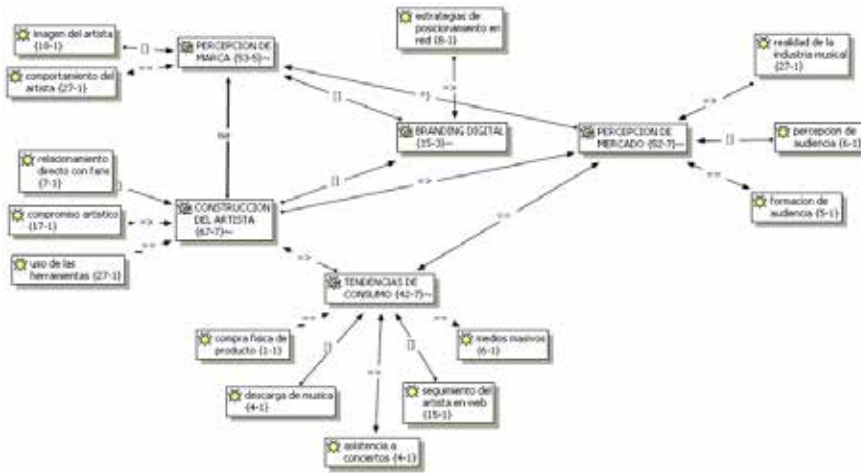 imagen del artista
{10-1}
comportamiento del
artista {27-1}
PERCEPCION DE
MARCA {53-5}~
estrategias de
posicionamiento en
red {8-1}
realidad de la
industria musical
{27-1}
[]
==
=>
=>
[]
*}
BRANDING DIGITAL
{15-3}~
PERCEPCION DE
MERCADO {52-7}~
[]
percepcion de
audiencia {6-1}
relacionamiento
directo con fans
{7-1}
[]
=>
==
formacion de
audiencia {5-1}
compromiso artistico
{17-1}
=>
CONSTRUCCION
DEL ARTISTA
{67-7}~
==
==
uso de las
herramientas {27-1}
=>
TENDENCIAS DE
CONSUMO {42-7}~
compra fisica de
producto {1-1}
==
==
medios masivos
{6-1}
[]
[]
=>
descarga de musica
{4-1}
seguimiento del
artista en web
{15-1}
asistencia a
conciertos {4-1}